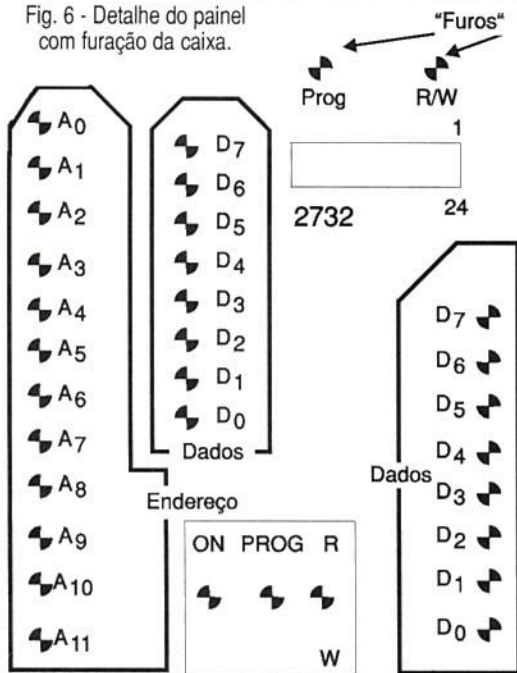 Fig. 6 - Detalhe do painel
com furação da caixa.
"Furos"
Prog
R/W
1
2732
24
A0
A1
A2
A3
A4
A5
A6
A7
A8
A9
A10
A11
Endereço
D7
D6
D5
D4
D3
D2
D1
D0
Dados
D7
D6
D5
D4
D3
D2
D1
D0
Dados
ON PROG R
W